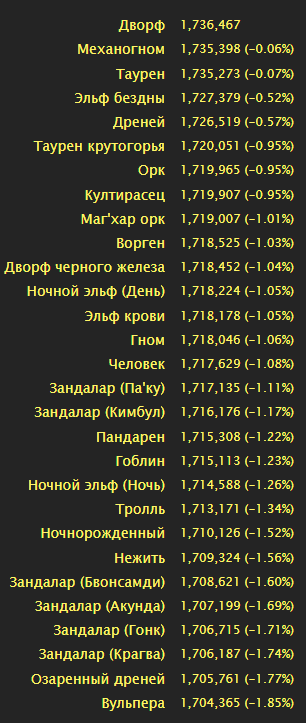 Дворф 1,736,467
Механогном 1,735,398 (-0.06%)
Таурен 1,735,273 (-0.07%)
Эльф бездны 1,727,379 (-0.52%)
Дреней 1,726,519 (-0.57%)
Таурен крутогорья 1,720,051 (-0.95%)
Орк 1,719,965 (-0.95%)
Култирасец 1,719,907 (-0.95%)
Маг'хар орк 1,719,007 (-1.01%)
Ворген 1,718,525 (-1.03%)
Дворф черного железа 1,718,452 (-1.04%)
Ночной эльф (День) 1,718,224 (-1.05%)
Эльф крови 1,718,178 (-1.05%)
Гном 1,718,046 (-1.06%)
Человек 1,717,629 (-1.08%)
Зандалар (Па'ку) 1,717,135 (-1.11%)
Зандалар (Кимбул) 1,716,176 (-1.17%)
Пандарен 1,715,308 (-1.22%)
Гоблин 1,715,113 (-1.23%)
Ночной эльф (Ночь) 1,714,588 (-1.26%)
Тролль 1,713,171 (-1.34%)
Ночнорожденный 1,710,126 (-1.52%)
Нежить 1,709,324 (-1.56%)
Зандалар (Бвонсамди) 1,708,621 (-1.60%)
Зандалар (Акунда) 1,707,199 (-1.69%)
Зандалар (Гонк) 1,706,715 (-1.71%)
Зандалар (Крагва) 1,706,187 (-1.74%)
Озаренный дреней 1,705,761 (-1.77%)
Вульпера 1,704,365 (-1.85%)